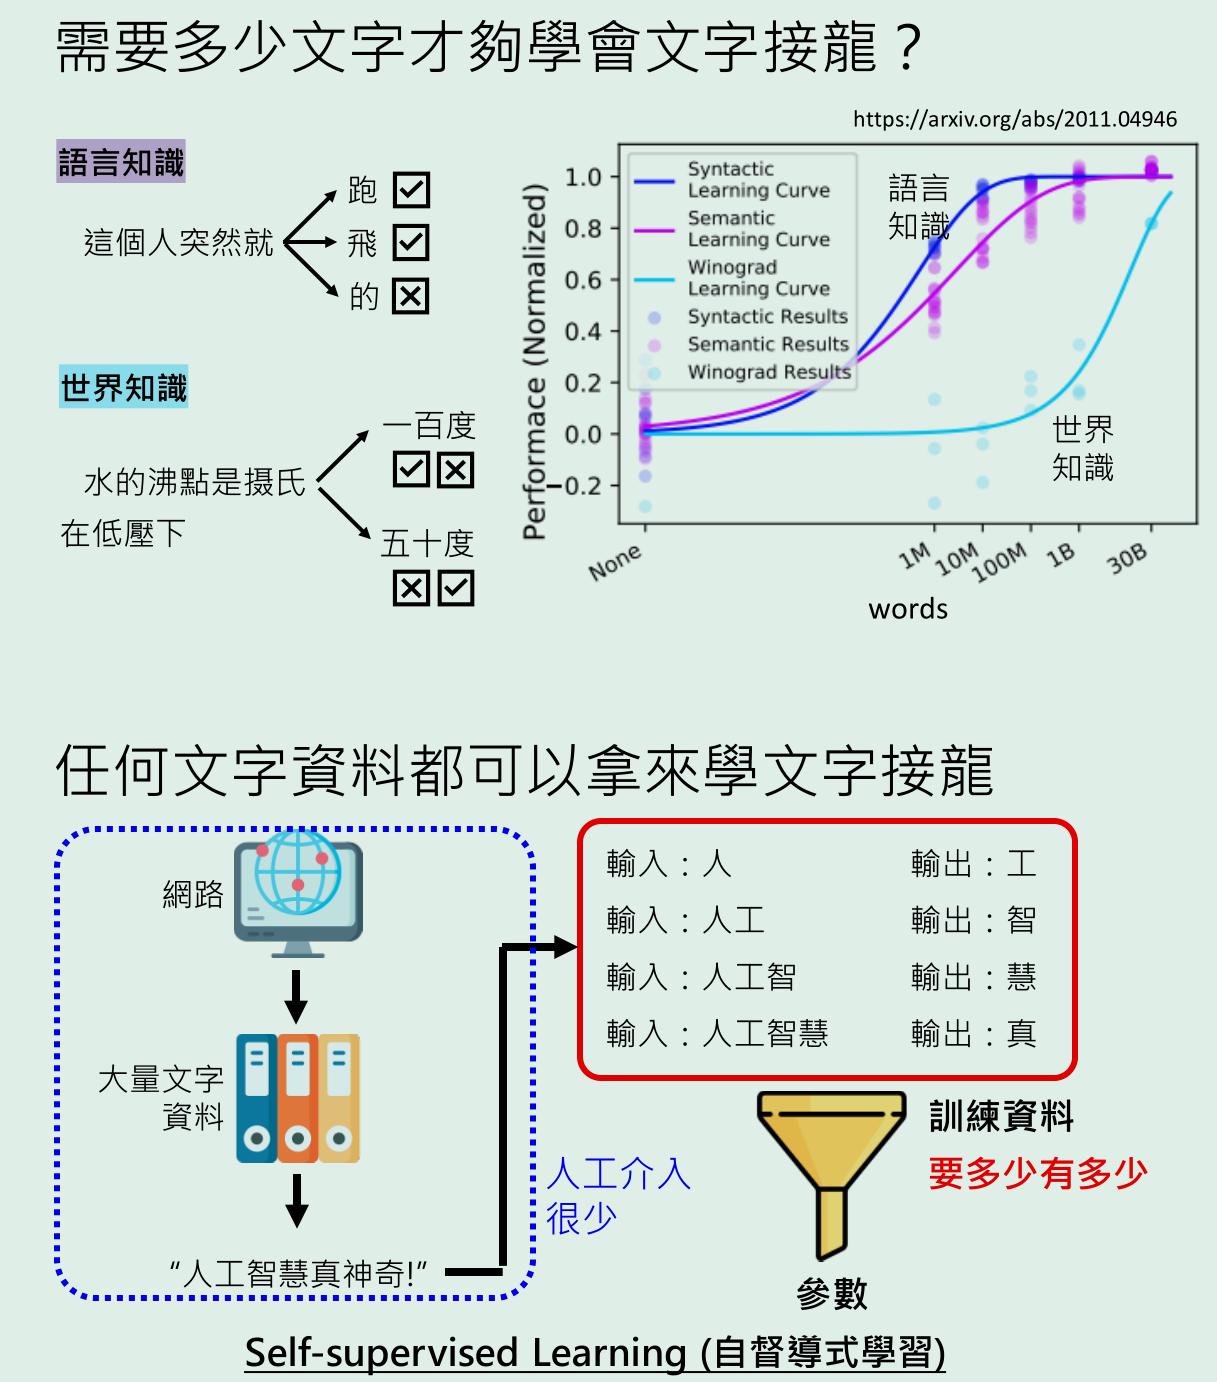 需要多少文字才夠學會文字接龍？
https://arxiv.org/abs/2011.04946
語言知識
這個人突然就
跑
飛
的
世界知識
水的沸點是摄氏
在低壓下
一百度
五十度
Performace (Normalized)
1.0
0.8
0.6
0.4
0.2
0.0
−0.2
Syntactic
Learning Curve
Semantic
Learning Curve
Winograd
Learning Curve
Syntactic Results
Semantic Results
Winograd Results
語言
知識
世界
知識
None
1M
10M
100M
1B
30B
words
任何文字資料都可以拿來學文字接龍
網路
大量文字
資料
“人工智慧真神奇!”
人工介入
很少
輸入：人 輸出：工
輸入：人工 輸出：智
輸入：人工智 輸出：慧
輸入：人工智慧 輸出：真
訓練資料
要多少有多少
參數
Self-supervised Learning (自督導式學習)